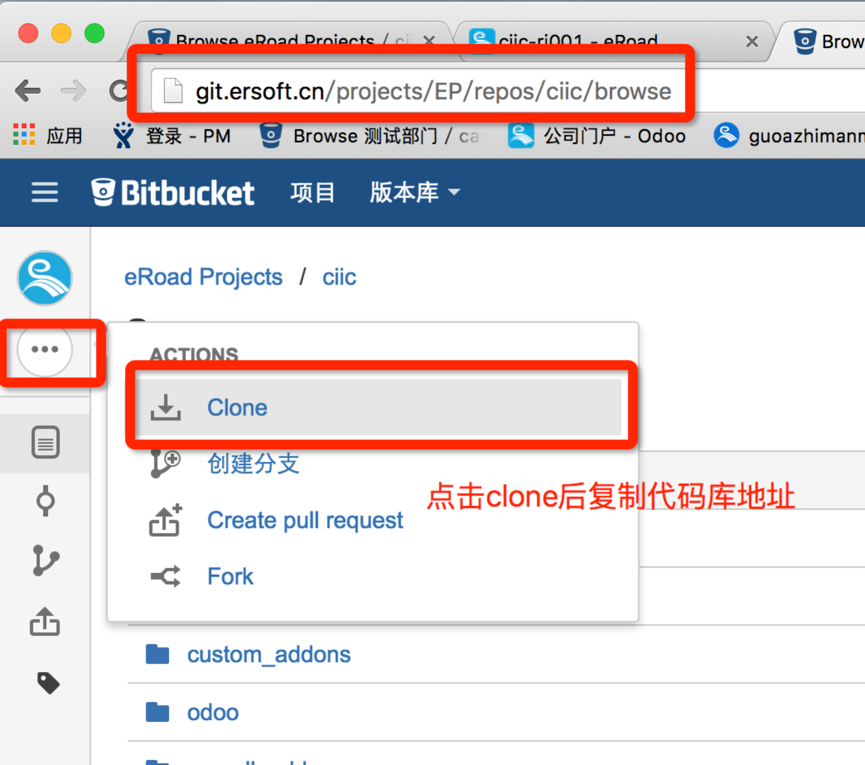 Browse eRoad Projects / cii
ciic-rj001 - eRoad
Brow
git.ersoft.cn/projects/EP/repos/ciic/browse
应用
登录 - PM
Browse 测试部门 / ca
公司门户 - Odoo
guoazhimann
Bitbucket
项目
版本库
eRoad Projects / ciic
ACTIONS
Clone
创建分支
点击clone后复制代码库地址
Create pull request
Fork
custom_addons
odoo